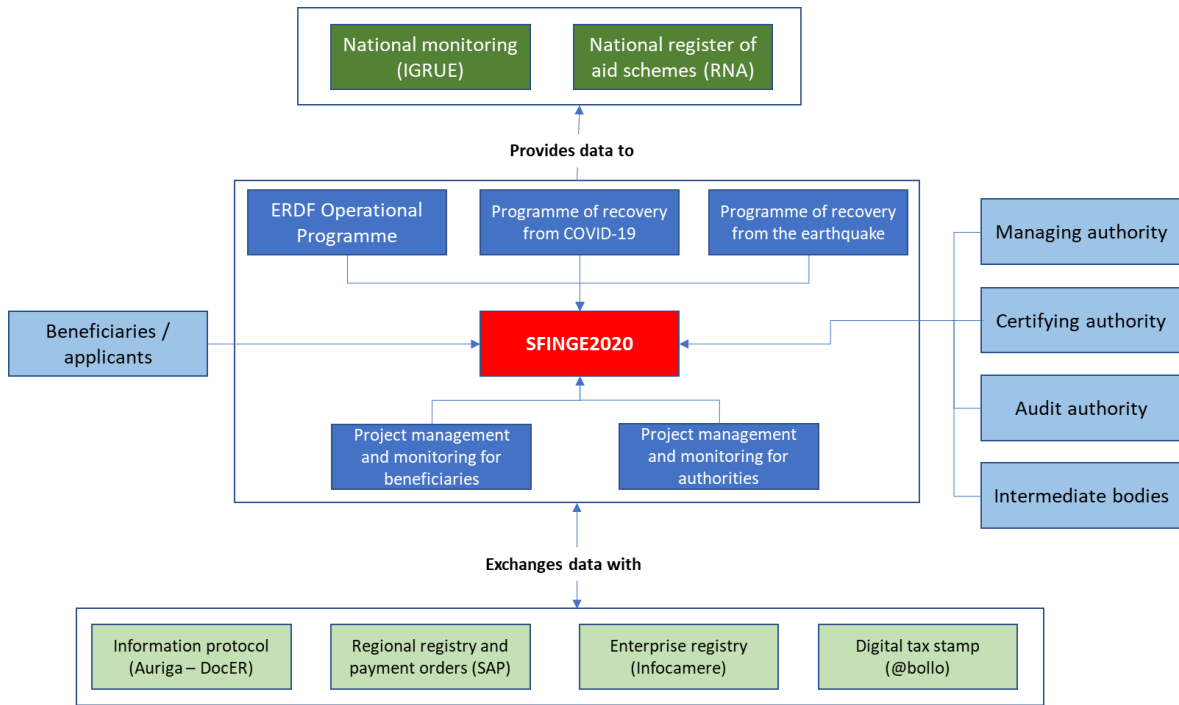 National monitoring
(IGRUE)
National register of
aid schemes (RNA)
Provides data to
ERDF Operational
Programme
Programme of recovery
from COVID-19
Programme of recovery
from the earthquake
Managing authority
Beneficiaries /
applicants
SFINGE2020
Certifying authority
Audit authority
Project management
and monitoring for
beneficiaries
Project management
and monitoring for
authorities
Intermediate bodies
Exchanges data with
Information protocol
(Auriga – DocER)
Regional registry and
payment orders (SAP)
Enterprise registry
(Infocamere)
Digital tax stamp
(@bollo)